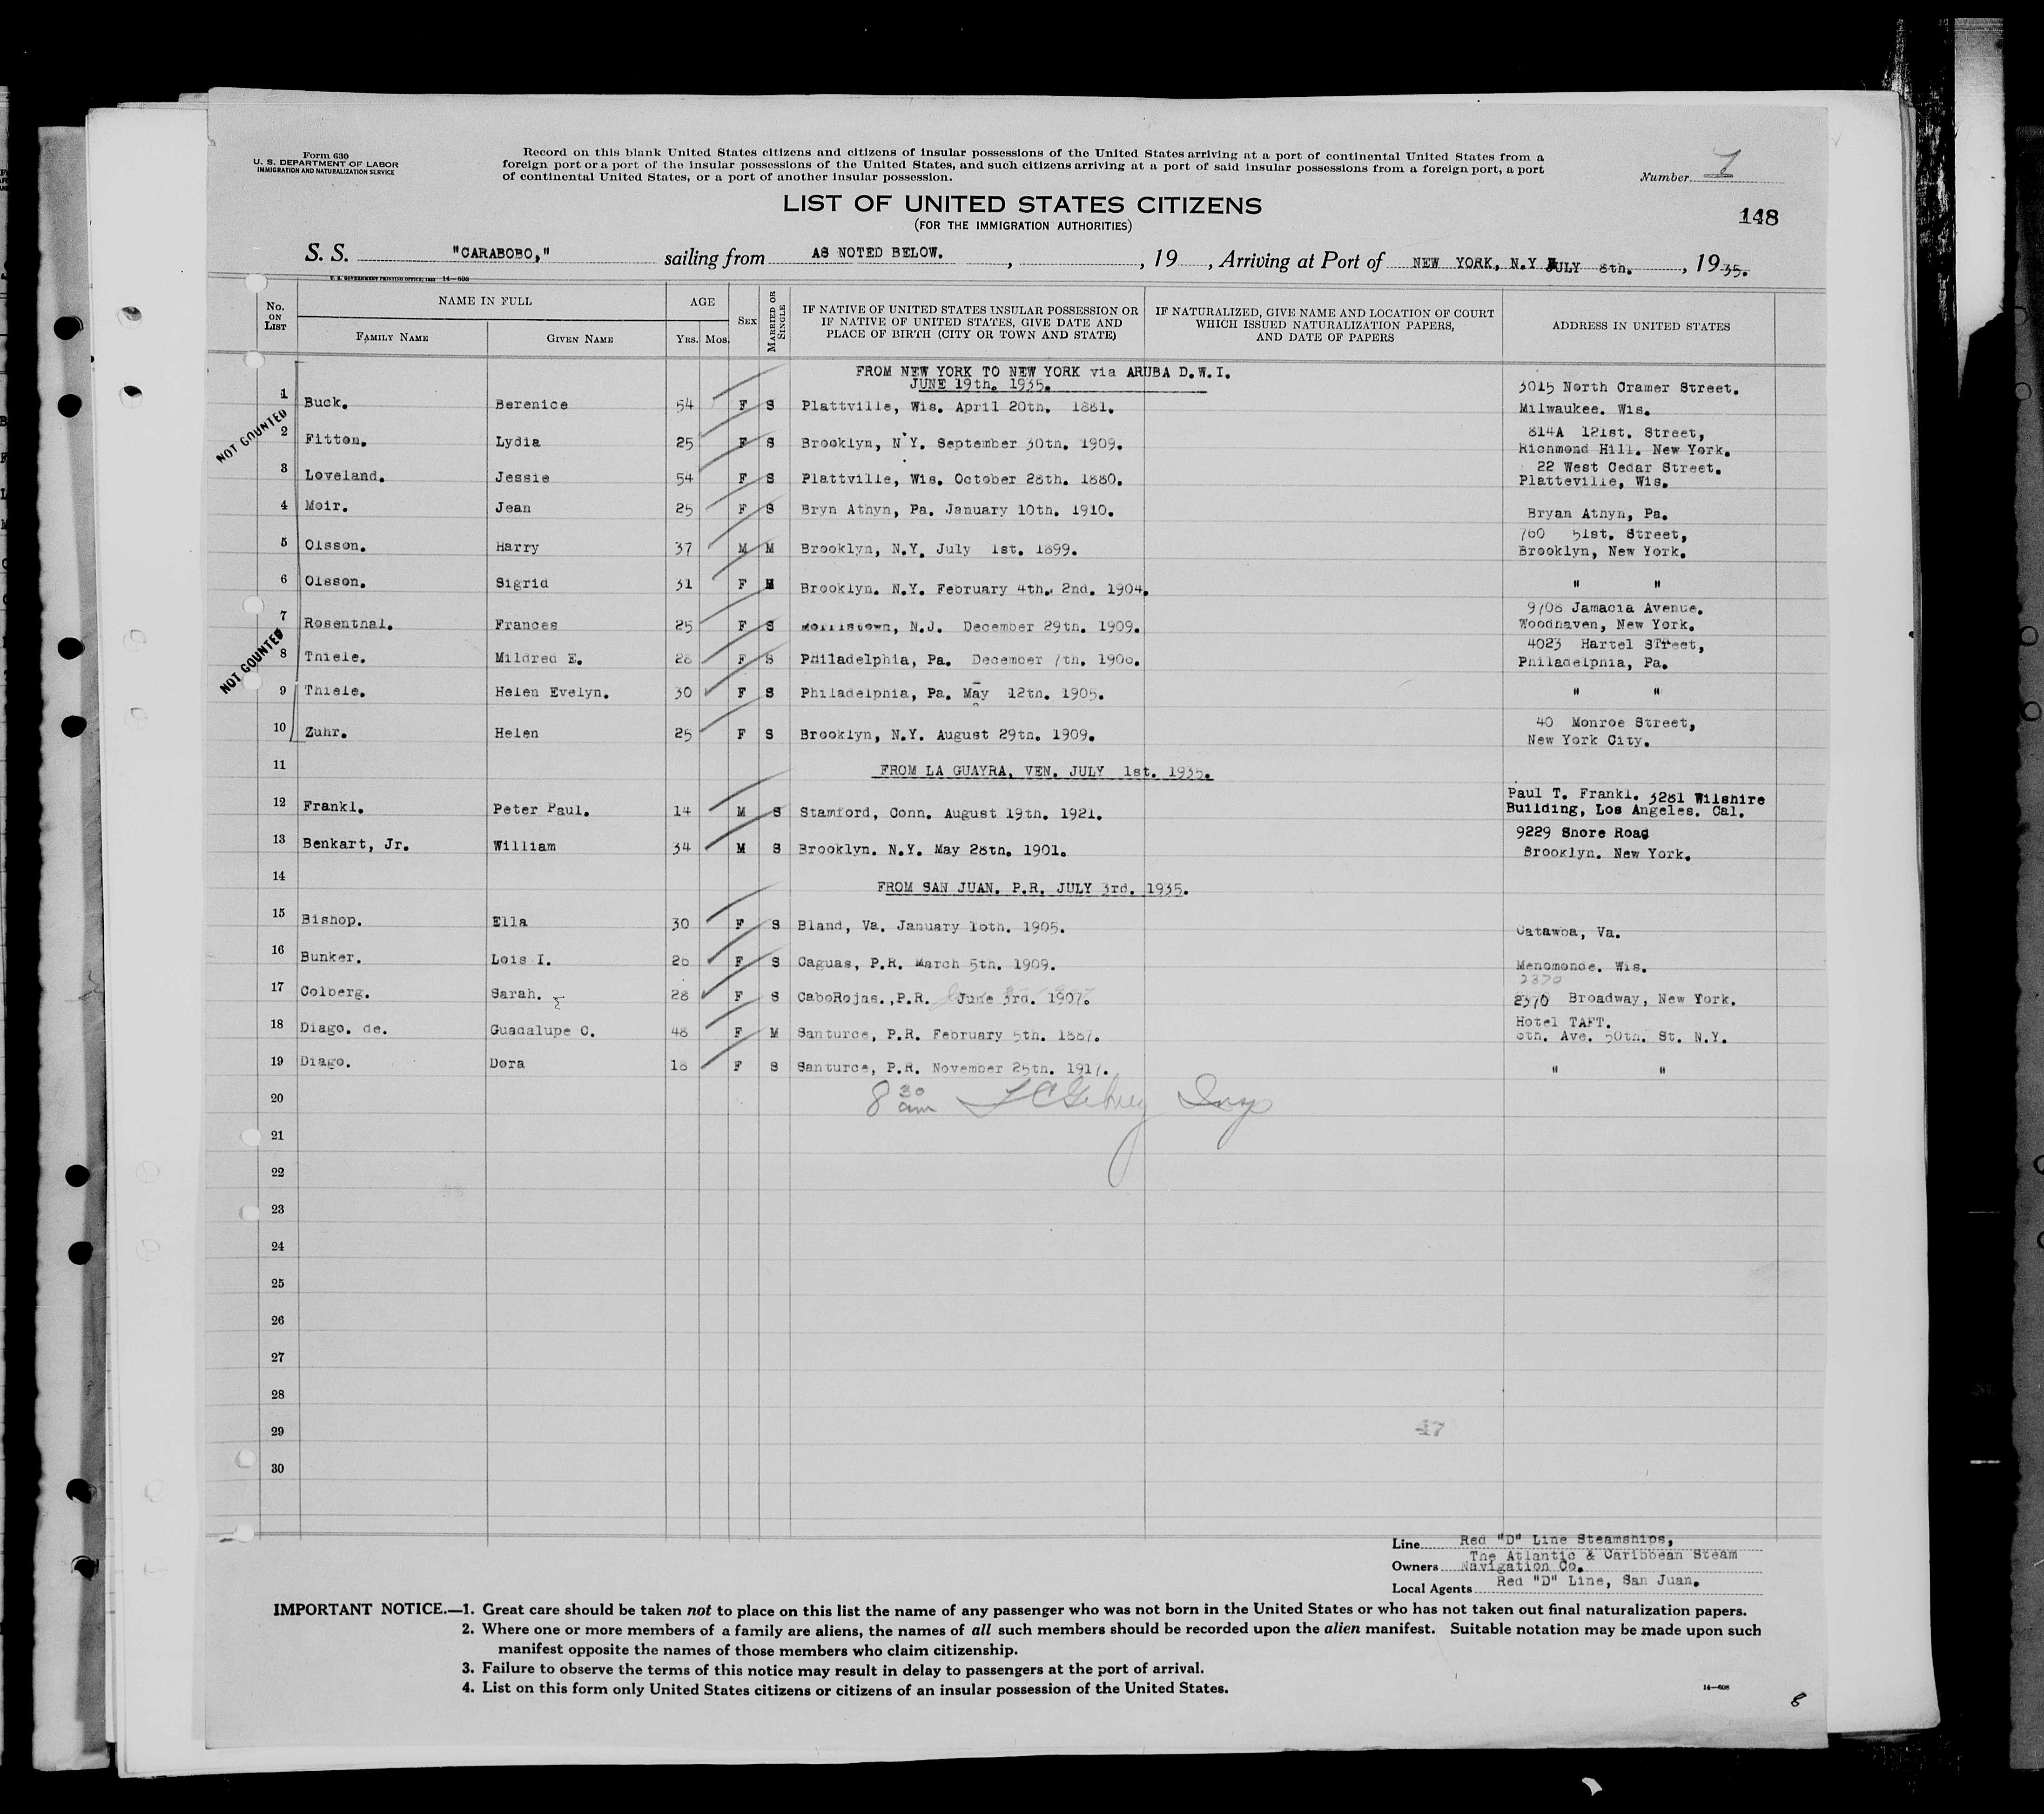 Form 630
U. S. DEPARTMENT OF LABOR
IMMIGRATION AND NATURALIZATION SERVICE
Record on this blank United States citizens and citizens of insular possessions of the United States arriving at a port of continental United States from a
foreign port or a port of the insular possessions of the United States, and such citizens arriving at a port of said insular possessions from a foreign port, a port
of continental United States, or a port of another insular possession.
Number
148
LIST OF UNITED STATES CITIZENS
(FOR THE IMMIGRATION AUTHORITIES)
S. S. "CARABOBO," sailing from AS NOTED BELOW. , , 19 , Arriving at Port of NEW YORK, N.Y JULY 8th. , 1935.
U. S. GOVERNMENT PRINTING OFFICE: 14—608
No. ON LIST NAME IN FULL FAMILY NAME GIVEN NAME AGE YRS. MOS. SEX MARRIED OR SINGLE
IF NATIVE OF UNITED STATES INSULAR POSSESSION OR
IF NATIVE OF UNITED STATES, GIVE DATE AND
PLACE OF BIRTH (CITY OR TOWN AND STATE)
IF NATURALIZED, GIVE NAME AND LOCATION OF COURT
WHICH ISSUED NATURALIZATION PAPERS,
AND DATE OF PAPERS
ADDRESS IN UNITED STATES
FROM NEW YORK TO NEW YORK via ARUBA D.W.I.
JUNE 19th. 1935.
NOT COUNTED
1 Buck. Berenice 54 F S Plattville, Wis. April 20th. 1881. 3015 North Cramer Street.
Milwaukee. Wis.
2 Fitton. Lydia 25 F S Brooklyn, N.Y. September 30th. 1909. 814A 121st. Street,
Richmond Hill. New York.
3 Loveland. Jessie 54 F S Plattville, Wis. October 28th. 1880. 22 West Cedar Street.
Platteville, Wis.
4 Moir. Jean 25 F S Bryn Athyn, Pa. January 10th. 1910. Bryan Athyn, Pa.
5 Olsson. Harry 37 M M Brooklyn, N.Y. July 1st. 1899. 760 51st. Street,
Brooklyn, New York.
6 Olsson. Sigrid 31 F M Brooklyn. N.Y. February 4th. 2nd. 1904. " "
7 Rosenthal. Frances 25 F S Morristown, N.J. December 29th. 1909. 9708 Jamacia Avenue.
Woodhaven, New York.
NOT COUNTED
8 Thiele. Mildred E. 28 F S PHiladelphia, Pa. December 7th. 1906. 4023 Hartel STreet,
Philadelphia, Pa.
9 Thiele. Helen Evelyn. 30 F S Philadelphia, Pa. May 12th. 1905. " "
10 Zuhr. Helen 25 F S Brooklyn, N.Y. August 29th. 1909. 40 Monroe Street,
New York City.
11 FROM LA GUAYRA, VEN. JULY 1st. 1935.
12 Frankl. Peter Paul. 14 M S Stamford, Conn. August 19th. 1921. Paul T. Frankl. 3281 Wilshire
Building, Los Angeles. Cal.
13 Benkart, Jr. William 34 M S Brooklyn. N.Y. May 28th. 1901. 9229 Shore Road
Brooklyn. New York.
14 FROM SAN JUAN. P.R. JULY 3rd. 1935.
15 Bishop. Ella 30 F S Bland, Va. January 16th. 1905. Catawba, Va.
16 Bunker. Lois I. 26 F S Caguas, P.R. March 5th. 1909. Menomonde. Wis.
2370
17 Colberg. Sarah. 28 F S CaboRojas.,P.R. June 3rd. 1907. 2370 Broadway, New York.
18 Diago. de. Guadalupe C. 48 F M Santurce, P.R. February 5th. 1887. Hotel TAFT.
6th. Ave. 50th. St. N.Y.
19 Diago. Dora 18 F S Santurce, P.R. November 25th. 1917. " "
20 8 30 am Insp
21
22
23
24
25
26
27
28
29
47
30
Line Red "D" Line Steamships,
The Atlantic & Caribbean Steam
Owners Navigation Co.
Local Agents Red "D" Line, San Juan.
IMPORTANT NOTICE.—1. Great care should be taken not to place on this list the name of any passenger who was not born in the United States or who has not taken out final naturalization papers.
2. Where one or more members of a family are aliens, the names of all such members should be recorded upon the alien manifest. Suitable notation may be made upon such
manifest opposite the names of those members who claim citizenship.
3. Failure to observe the terms of this notice may result in delay to passengers at the port of arrival.
4. List on this form only United States citizens or citizens of an insular possession of the United States.
14—608